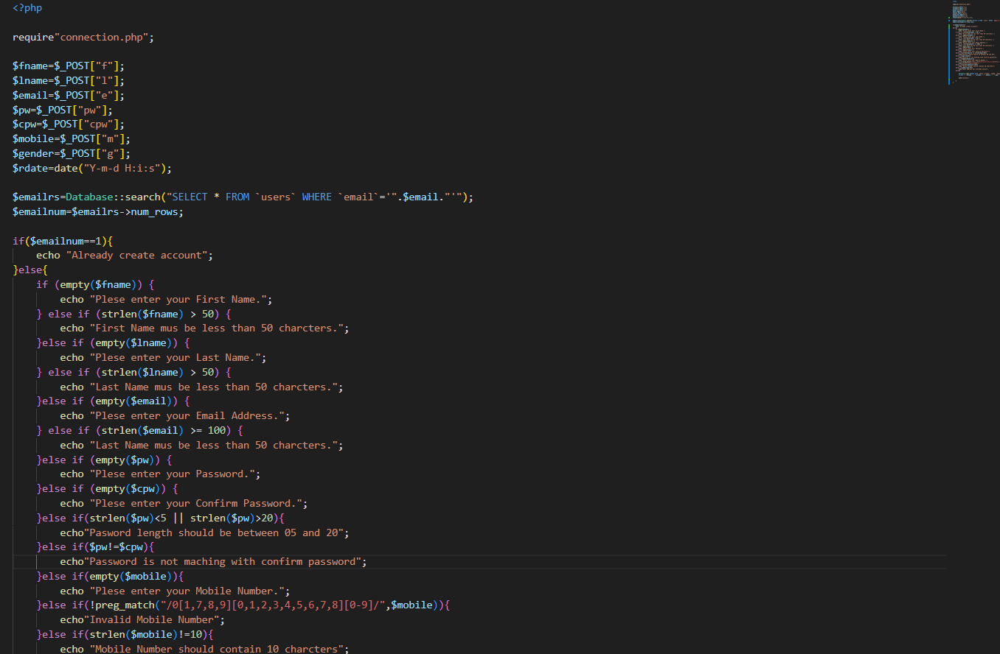 <?php
require"connection.php";
$fname=$_POST["f"];
$lname=$_POST["l"];
$email=$_POST["e"];
$pw=$_POST["pw"];
$cpw=$_POST["cpw"];
$mobile=$_POST["m"];
$gender=$_POST["g"];
$rdate=date("Y-m-d H:i:s");
$emailrs=Database::search("SELECT * FROM `users` WHERE `email`='".$email."'");
$emailnum=$emailrs->num_rows;
if($emailnum==1){
    echo "Already create account";
}else{
    if (empty($fname)) {
        echo "Plese enter your First Name.";
    } else if (strlen($fname) > 50) {
        echo "First Name mus be less than 50 charcters.";
    }else if (empty($lname)) {
        echo "Plese enter your Last Name.";
    } else if (strlen($lname) > 50) {
        echo "Last Name mus be less than 50 charcters.";
    }else if (empty($email)) {
        echo "Plese enter your Email Address.";
    } else if (strlen($email) >= 100) {
        echo "Last Name mus be less than 50 charcters.";
    }else if (empty($pw)) {
        echo "Plese enter your Password.";
    }else if (empty($cpw)) {
        echo "Plese enter your Confirm Password.";
    }else if(strlen($pw)<5 || strlen($pw)>20){
        echo"Pasword length should be between 05 and 20";
    }else if($pw!=$cpw){
        echo"Password is not maching with confirm password";
    }else if(empty($mobile)){
        echo "Plese enter your Mobile Number.";
    }else if(!preg_match("/0[1,7,8,9][0,1,2,3,4,5,6,7,8][0-9]/",$mobile)){
        echo"Invalid Mobile Number";
    }else if(strlen($mobile)!=10){
        echo "Mobile Number should contain 10 charcters";